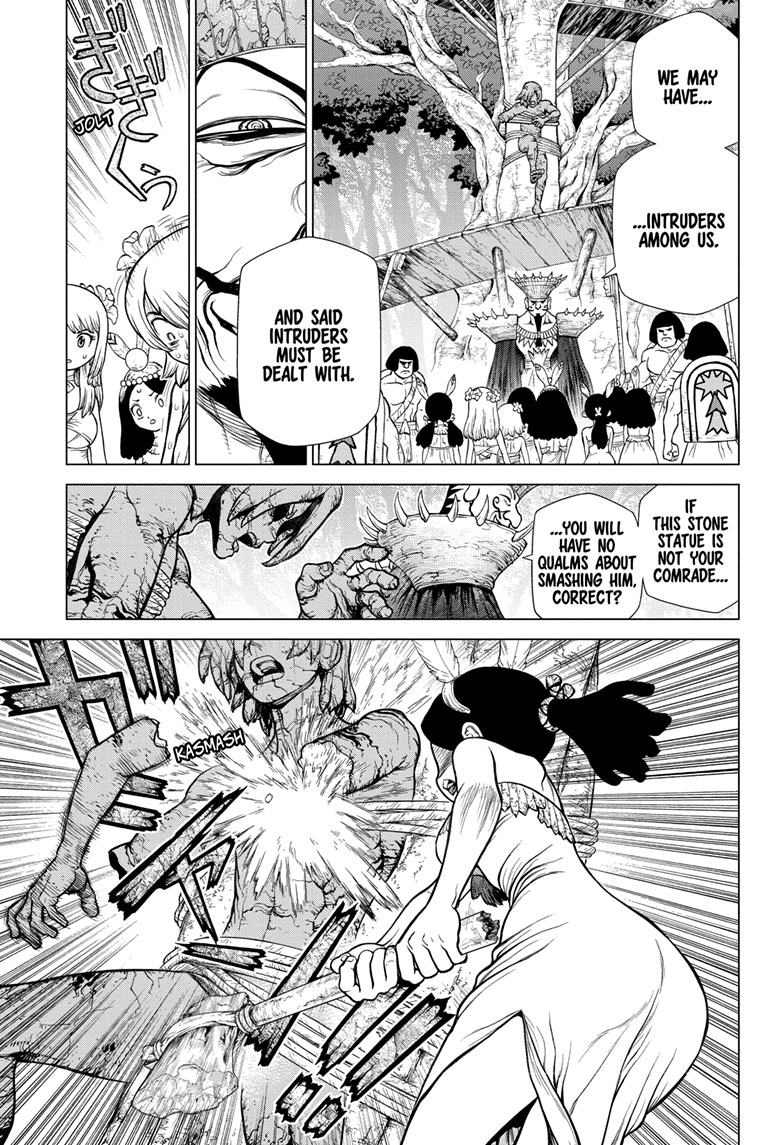 WE MAY
HAVE...
...INTRUDERS
AMONG US.
AND SAID
INTRUDERS
MUST BE
DEALT WITH.
ぎぎくぅ
JOLT
IF
THIS STONE
STATUE IS
NOT YOUR
COMRADE...
...YOU WILL
HAVE NO
QUALMS ABOUT
SMASHING HIM,
CORRECT?
KASMASH